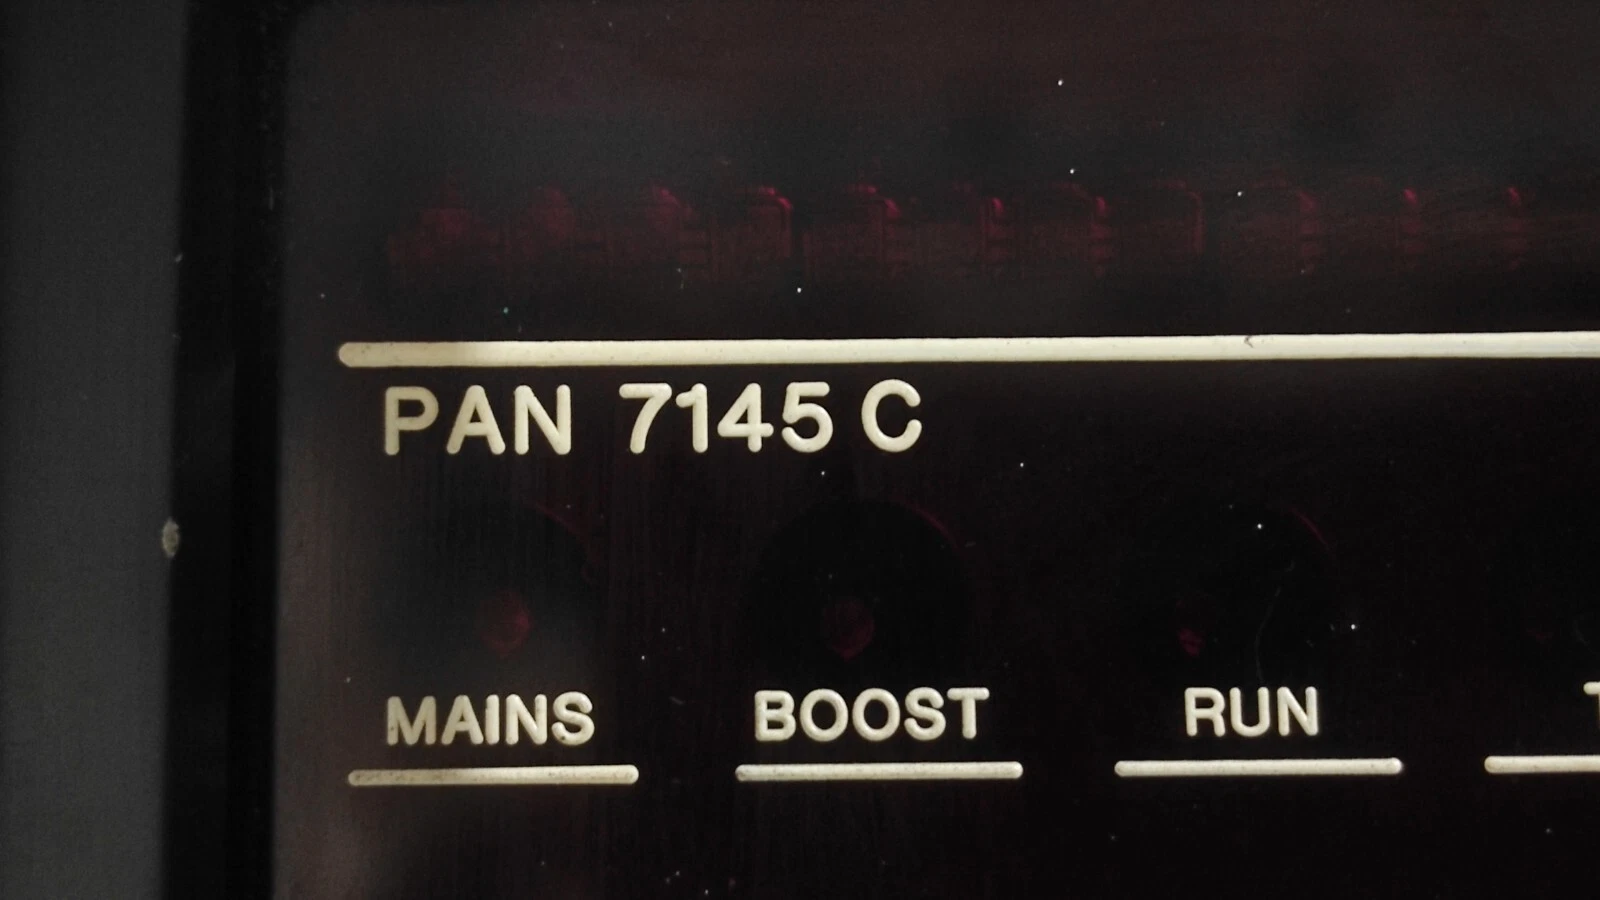 PAN 7145 C
MAINS BOOST RUN